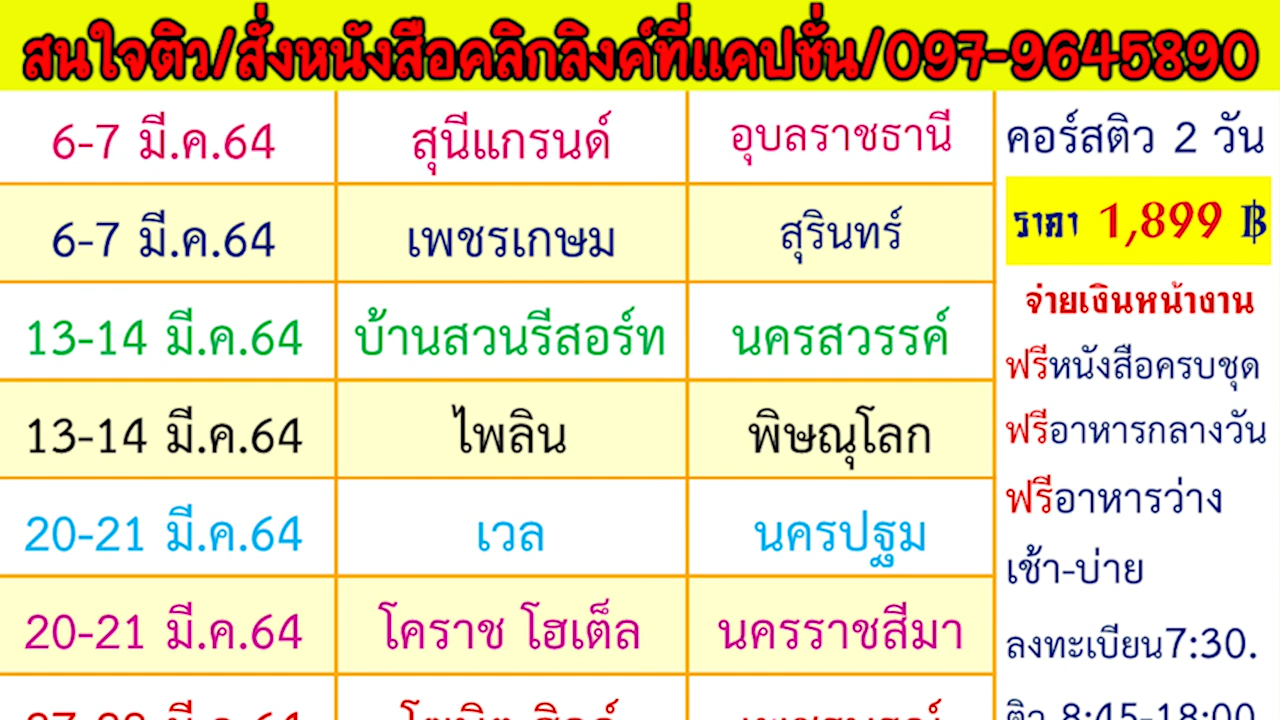 สนใจติว/สั่งหนังสือคลิกลิงค์ที่แคปชั่น/097-9645890
6-7 มี.ค.64 สุนีแกรนด์ อุบลราชธานี
6-7 มี.ค.64 เพชรเกษม สุรินทร์
13-14 มี.ค.64 บ้านสวนรีสอร์ท นครสวรรค์
13-14 มี.ค.64 ไพลิน พิษณุโลก
20-21 มี.ค.64 เวล นครปฐม
20-21 มี.ค.64 โคราช โฮเต็ล นครราชสีมา
คอร์สติว 2 วัน
ราคา 1,899 ฿
จ่ายเงินหน้างาน
ฟรีหนังสือครบชุด
ฟรีอาหารกลางวัน
ฟรีอาหารว่าง
เช้า-บ่าย
ลงทะเบียน7:30.
ติว 8:45-18:00